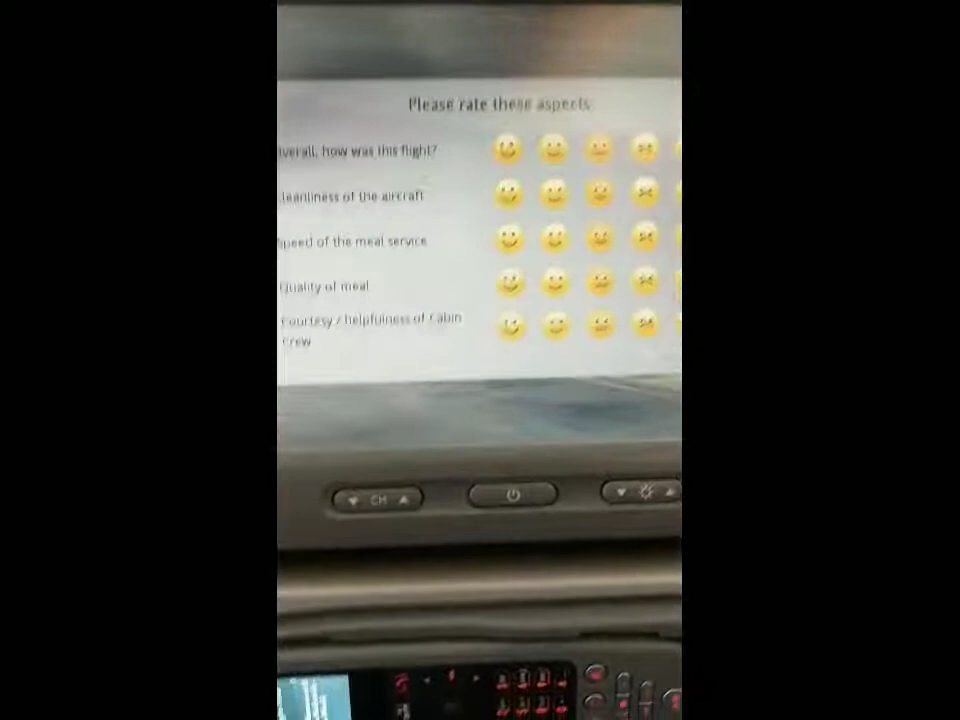 Please rate these aspects
verall, how was this flight?
leanliness of the aircraft
Speed of the meal service
Quality of meal
Courtesy / helpfulness of Cabin
Crew
CH